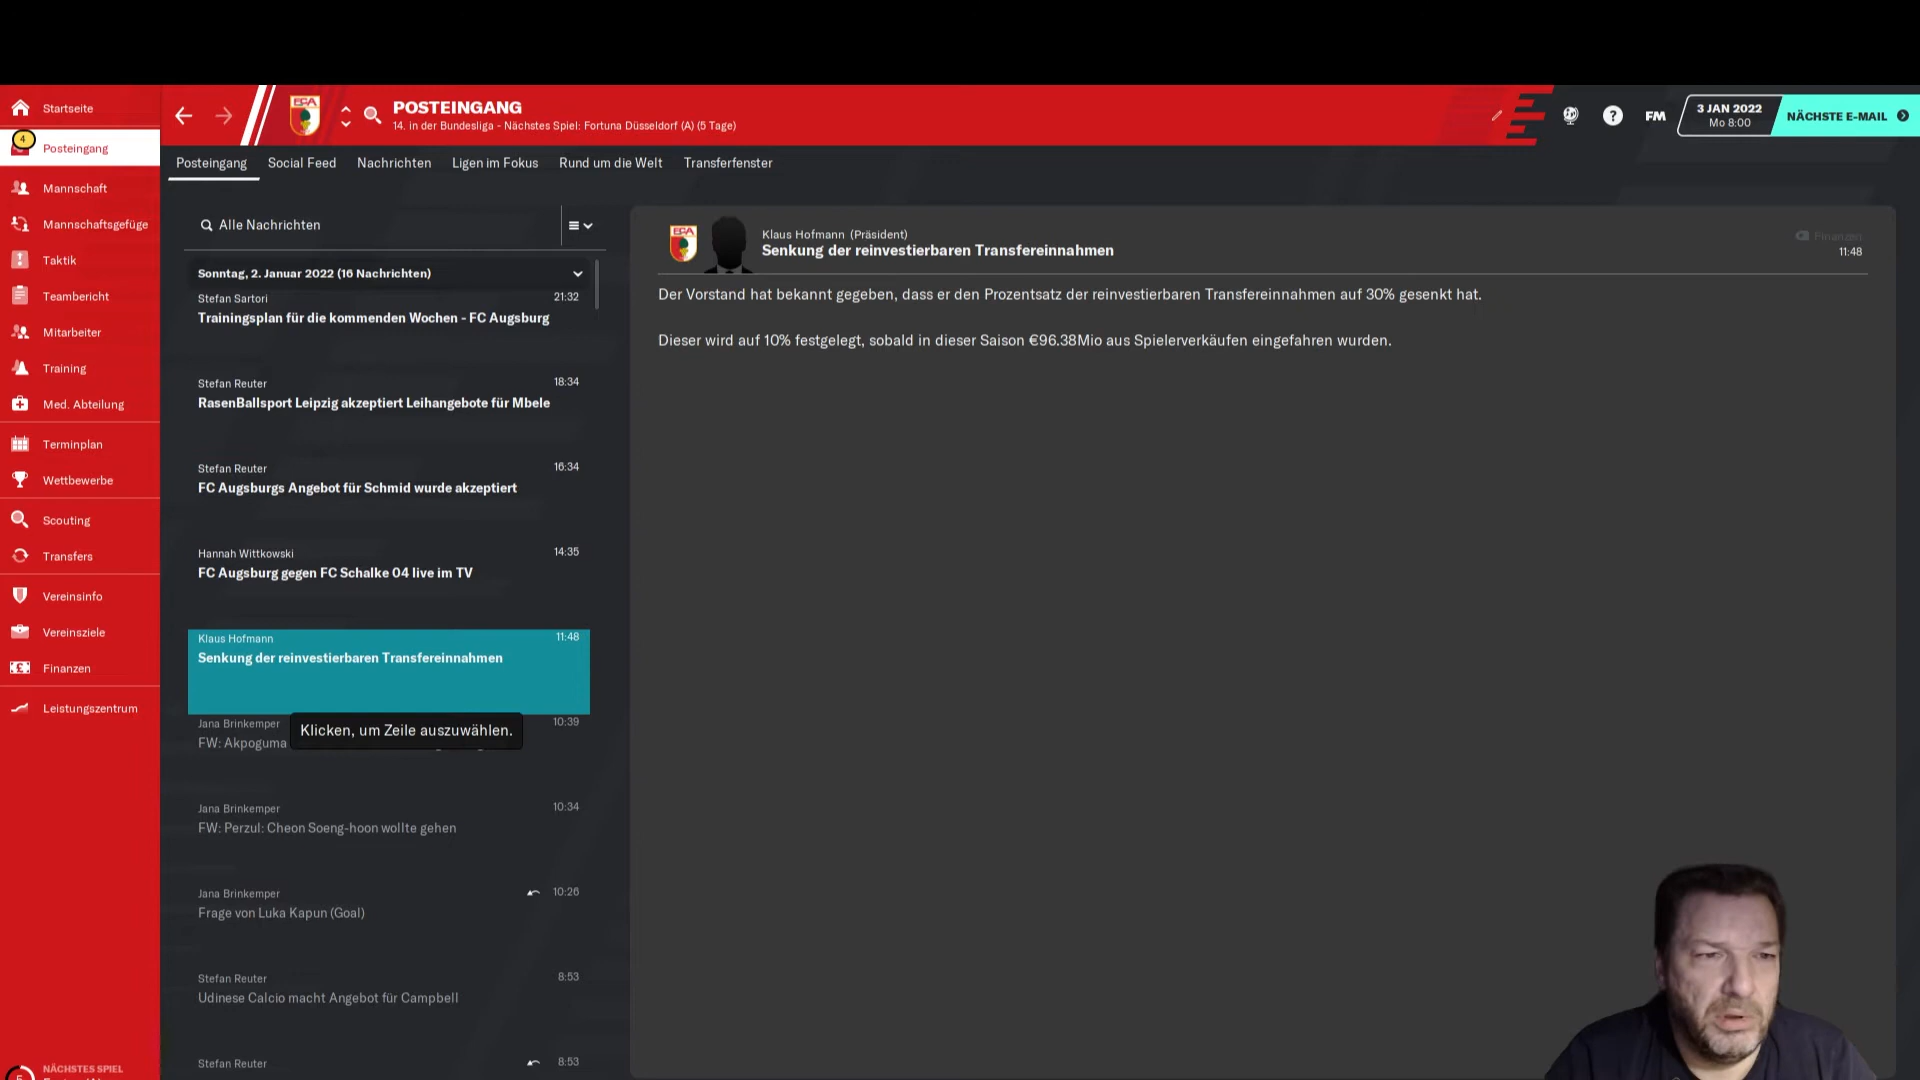 Startseite
4
Posteingang
Mannschaft
Mannschaftsgefüge
Taktik
Teambericht
Mitarbeiter
Training
Med. Abteilung
Terminplan
Wettbewerbe
Scouting
Transfers
Vereinsinfo
Vereinsziele
Finanzen
Leistungszentrum
NÄCHSTES SPIEL
FCA
POSTEINGANG
14. in der Bundesliga - Nächstes Spiel: Fortuna Düsseldorf (A) (5 Tage)
?
FM
3 JAN 2022
Mo 8:00
NÄCHSTE E-MAIL
Posteingang Social Feed Nachrichten Ligen im Fokus Rund um die Welt Transferfenster
Alle Nachrichten
Sonntag, 2. Januar 2022 (16 Nachrichten)
Stefan Sartori 21:32
Trainingsplan für die kommenden Wochen - FC Augsburg
Stefan Reuter 18:34
RasenBallsport Leipzig akzeptiert Leihangebote für Mbele
Stefan Reuter 16:34
FC Augsburgs Angebot für Schmid wurde akzeptiert
Hannah Wittkowski 14:35
FC Augsburg gegen FC Schalke 04 live im TV
Klaus Hofmann 11:48
Senkung der reinvestierbaren Transfereinnahmen
Jana Brinkemper 10:39
FW: Akpoguma
Klicken, um Zeile auszuwählen.
Jana Brinkemper 10:34
FW: Perzul: Cheon Soeng-hoon wollte gehen
Jana Brinkemper 10:26
Frage von Luka Kapun (Goal)
Stefan Reuter 8:53
Udinese Calcio macht Angebot für Campbell
Stefan Reuter 8:53
FCA
Klaus Hofmann (Präsident)
Senkung der reinvestierbaren Transfereinnahmen
Finanzen
11:48
Der Vorstand hat bekannt gegeben, dass er den Prozentsatz der reinvestierbaren Transfereinnahmen auf 30% gesenkt hat.
Dieser wird auf 10% festgelegt, sobald in dieser Saison €96.38Mio aus Spielerverkäufen eingefahren wurden.